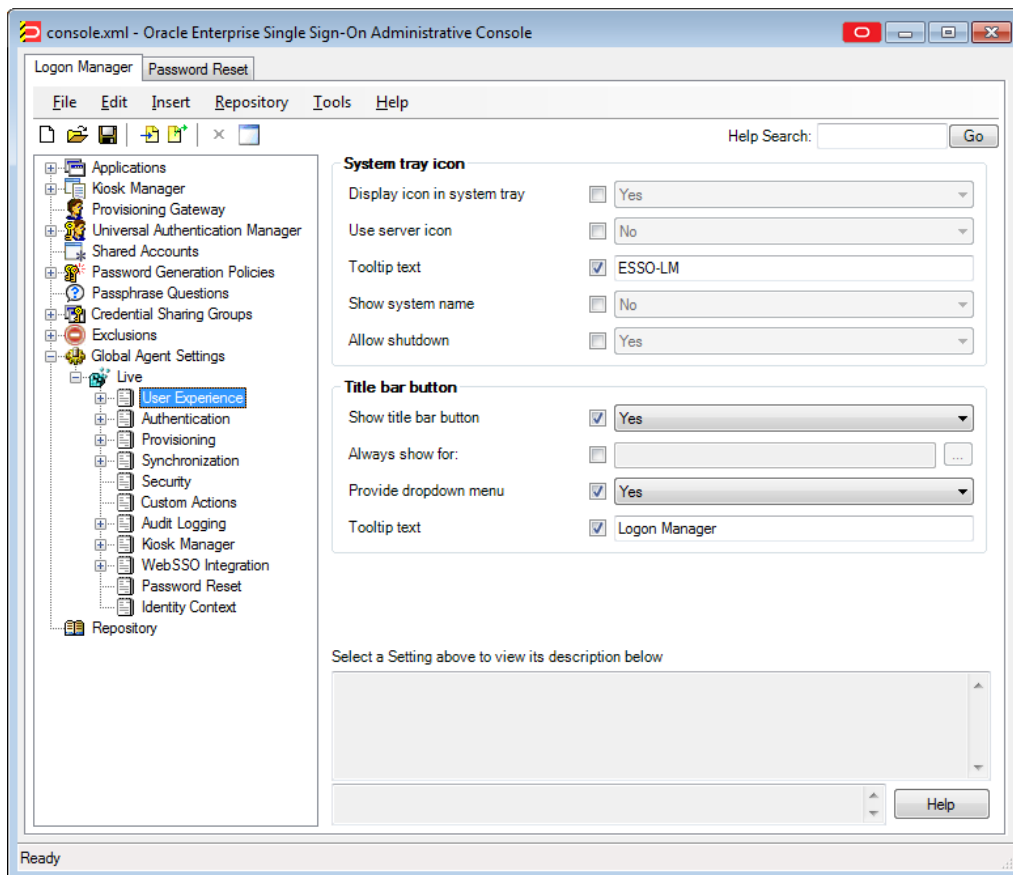 console.xml - Oracle Enterprise Single Sign-On Administrative Console
Logon Manager Password Reset
File Edit Insert Repository Tools Help
Help Search: Go
Applications
Kiosk Manager
Provisioning Gateway
Universal Authentication Manager
Shared Accounts
Password Generation Policies
Passphrase Questions
Credential Sharing Groups
Exclusions
Global Agent Settings
Live
User Experience
Authentication
Provisioning
Synchronization
Security
Custom Actions
Audit Logging
Kiosk Manager
WebSSO Integration
Password Reset
Identity Context
Repository
System tray icon
Display icon in system tray Yes
Use server icon No
Tooltip text ESSO-LM
Show system name No
Allow shutdown Yes
Title bar button
Show title bar button Yes
Always show for: ...
Provide dropdown menu Yes
Tooltip text Logon Manager
Select a Setting above to view its description below
Help
Ready